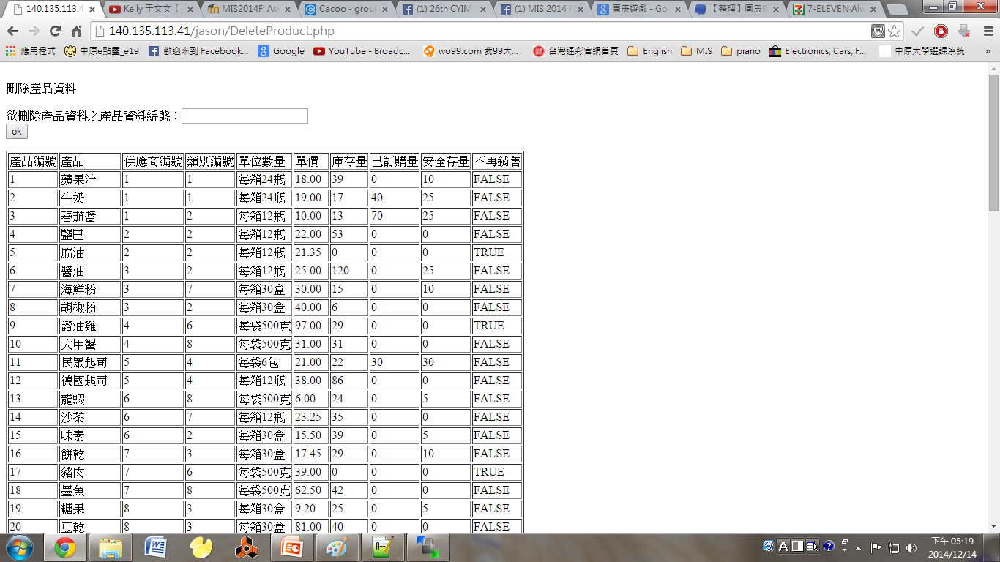 140.135.113.4
Kelly 于文文【
MIS2014F: Ass
Cacoo - group
(1) 26th CYIM
(1) MIS 2014 F
團康遊戲 - Go
【整理】團康遊
7-ELEVEN-Alw
140.135.113.41/jason/DeleteProduct.php
應用程式 中原e點靈_e19 歡迎來到 Facebook... Google YouTube - Broadc... wo99.com 我99大... 台灣運彩官網首頁 English MIS piano Electronics, Cars, F... 中原大學選課系統 »
刪除產品資料
欲刪除產品資料之產品資料編號：
ok
產品編號 產品 供應商編號 類別編號 單位數量 單價 庫存量 已訂購量 安全存量 不再銷售
1 蘋果汁 1 1 每箱24瓶 18.00 39 0 10 FALSE
2 牛奶 1 1 每箱24瓶 19.00 17 40 25 FALSE
3 蕃茄醬 1 2 每箱12瓶 10.00 13 70 25 FALSE
4 鹽巴 2 2 每箱12瓶 22.00 53 0 0 FALSE
5 麻油 2 2 每箱12瓶 21.35 0 0 0 TRUE
6 醬油 3 2 每箱12瓶 25.00 120 0 25 FALSE
7 海鮮粉 3 7 每箱30盒 30.00 15 0 10 FALSE
8 胡椒粉 3 2 每箱30盒 40.00 6 0 0 FALSE
9 讚油雞 4 6 每袋500克 97.00 29 0 0 TRUE
10 大甲蟹 4 8 每袋500克 31.00 31 0 0 FALSE
11 民眾起司 5 4 每袋6包 21.00 22 30 30 FALSE
12 德國起司 5 4 每箱12瓶 38.00 86 0 0 FALSE
13 龍蝦 6 8 每袋500克 6.00 24 0 5 FALSE
14 沙茶 6 7 每箱12瓶 23.25 35 0 0 FALSE
15 味素 6 2 每箱30盒 15.50 39 0 5 FALSE
16 餅乾 7 3 每箱30盒 17.45 29 0 10 FALSE
17 豬肉 7 6 每袋500克 39.00 0 0 0 TRUE
18 墨魚 7 8 每袋500克 62.50 42 0 0 FALSE
19 糖果 8 3 每箱30盒 9.20 25 0 5 FALSE
20 豆乾 8 3 每箱30盒 81.00 40 0 0 FALSE
下午 05:19
2014/12/14